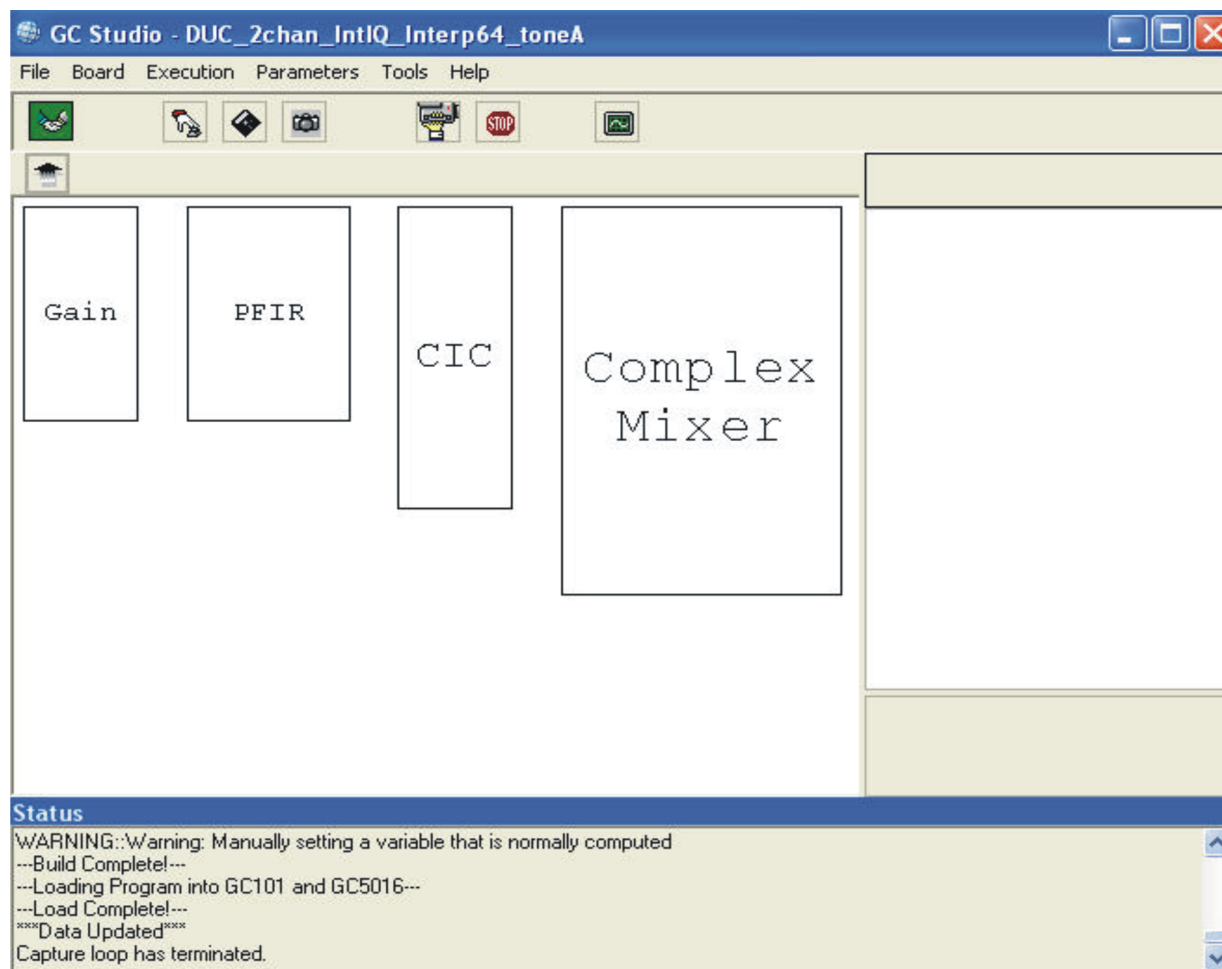 GC Studio - DUC_2chan_IntIQ_Interp64_toneA
File Board Execution Parameters Tools Help
STOP
Gain
PFIR
CIC
Complex
Mixer
Status
WARNING::Warning: Manually setting a variable that is normally computed
---Build Complete!---
---Loading Program into GC101 and GC5016---
---Load Complete!---
***Data Updated***
Capture loop has terminated.